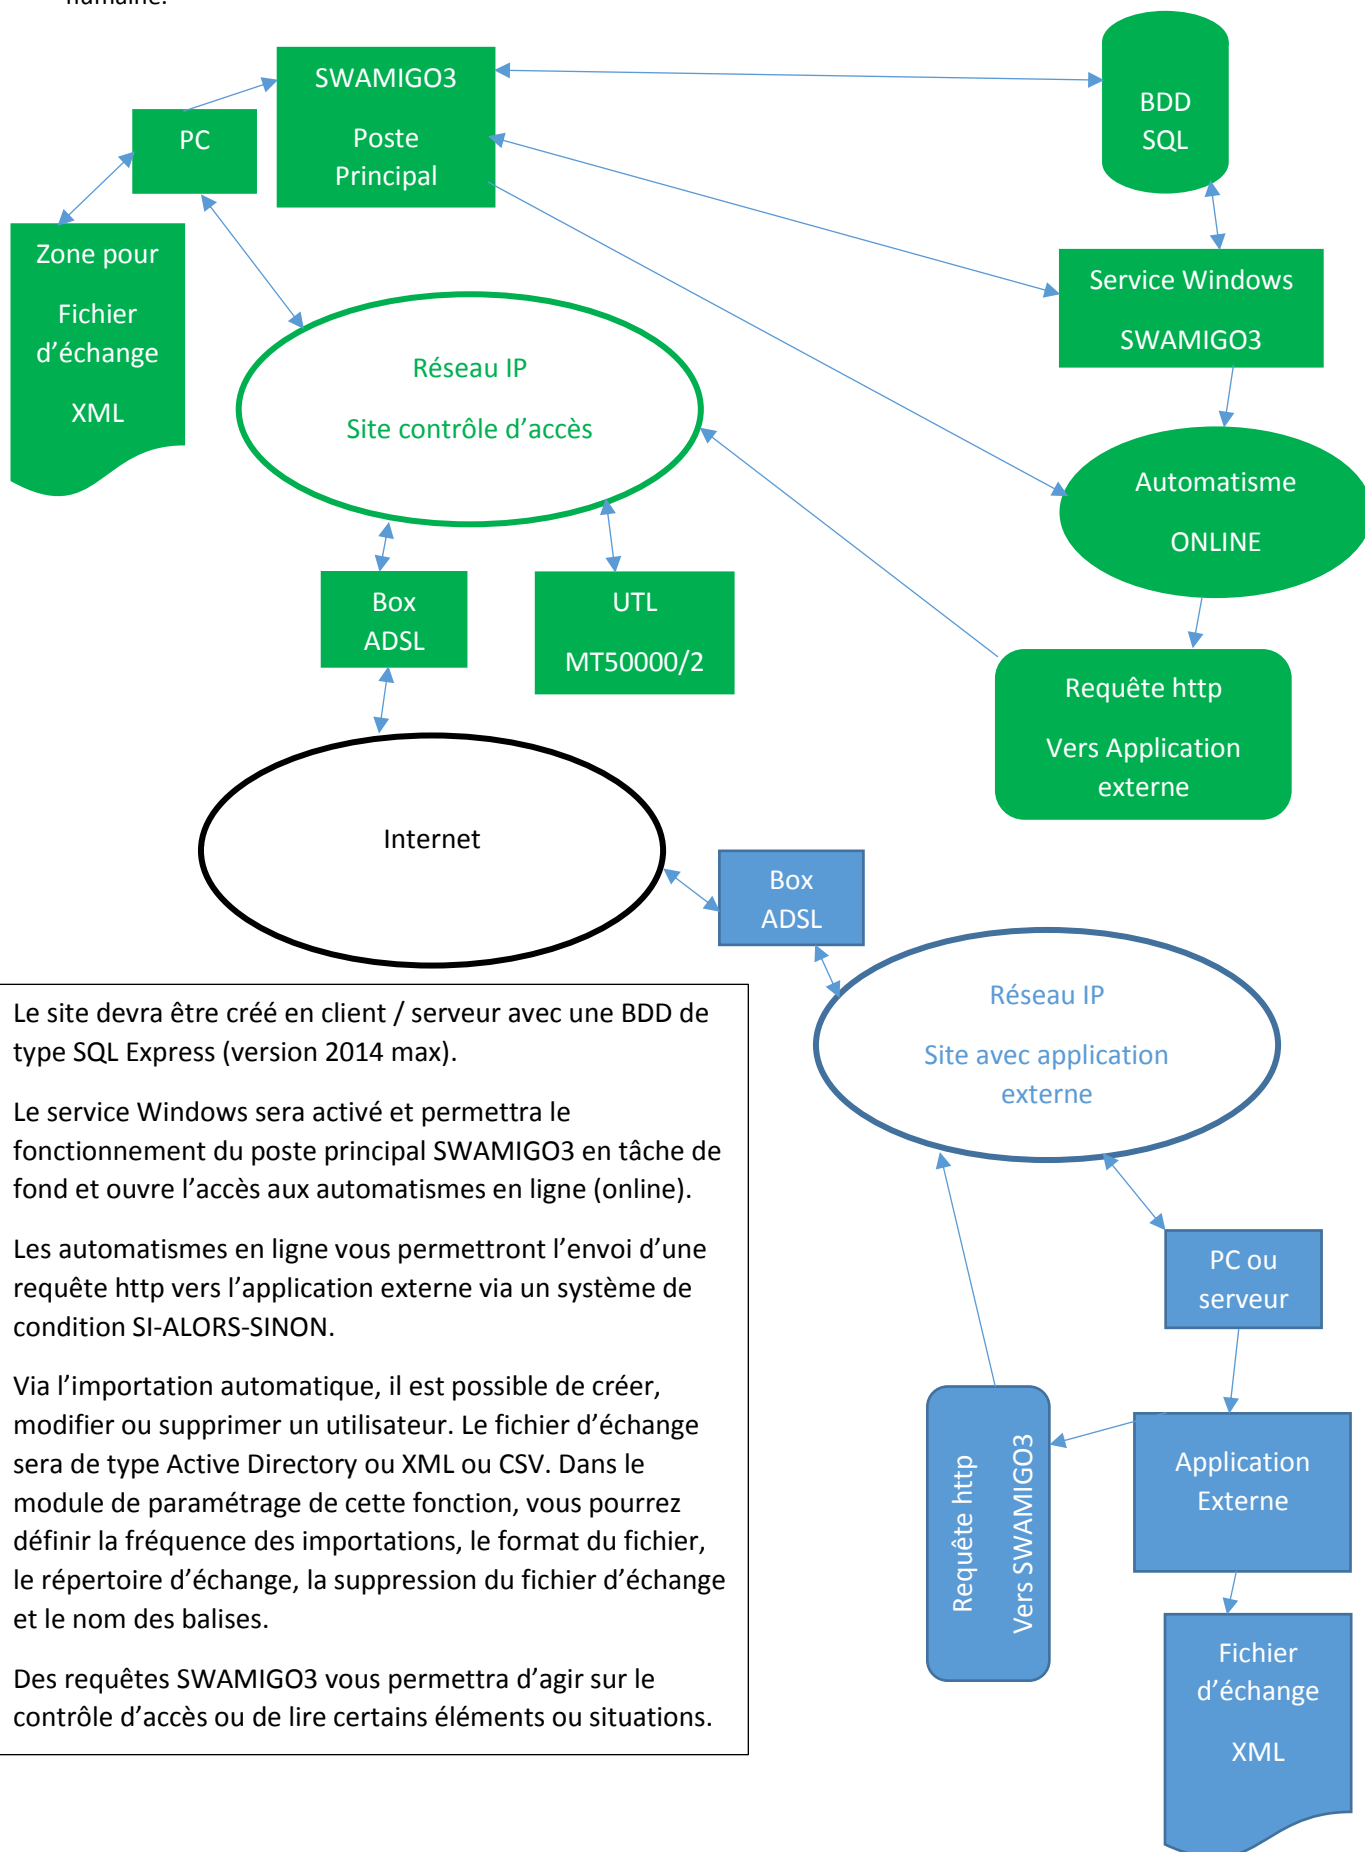 humaine.
SWAMIGO3
Poste
Principal
BDD
SQL
PC
Zone pour
Fichier
d’échange
XML
Service Windows
SWAMIGO3
Réseau IP
Site contrôle d’accès
Automatisme
ONLINE
Box
ADSL
UTL
MT50000/2
Requête http
Vers Application
externe
Internet
Box
ADSL
Réseau IP
Site avec application
externe
Le site devra être créé en client / serveur avec une BDD de
type SQL Express (version 2014 max).
Le service Windows sera activé et permettra le
fonctionnement du poste principal SWAMIGO3 en tâche de
fond et ouvre l’accès aux automatismes en ligne (online).
Les automatismes en ligne vous permettront l’envoi d’une
requête http vers l’application externe via un système de
condition SI-ALORS-SINON.
Via l’importation automatique, il est possible de créer,
modifier ou supprimer un utilisateur. Le fichier d’échange
sera de type Active Directory ou XML ou CSV. Dans le
module de paramétrage de cette fonction, vous pourrez
définir la fréquence des importations, le format du fichier,
le répertoire d’échange, la suppression du fichier d’échange
et le nom des balises.
Des requêtes SWAMIGO3 vous permettra d’agir sur le
contrôle d’accès ou de lire certains éléments ou situations.
PC ou
serveur
Requête http
Vers SWAMIGO3
Application
Externe
Fichier
d’échange
XML